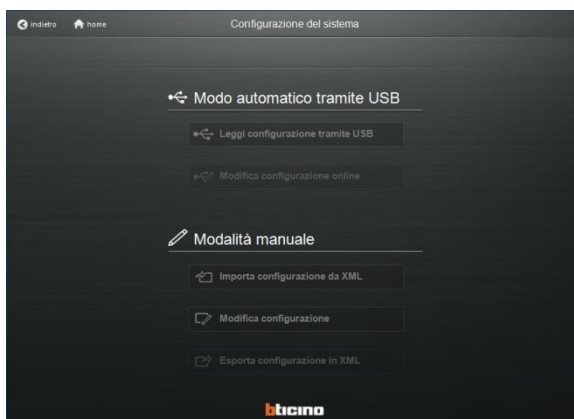 indietro home Configurazione del sistema
Modo automatico tramite USB
Leggi configurazione tramite USB
Modifica configurazione online
Modalità manuale
Importa configurazione da XML
Modifica configurazione
Esporta configurazione in XML
bticino